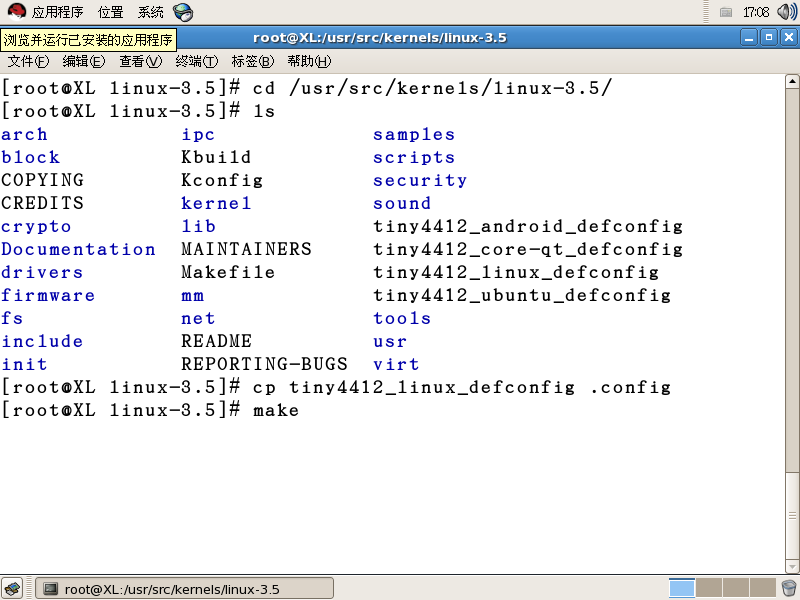 应用程序 位置 系统 17:08
浏览并运行已安装的应用程序 root@XL:/usr/src/kernels/linux-3.5
文件(F) 编辑(E) 查看(V) 终端(T) 标签(B) 帮助(H)
[root@XL linux-3.5]# cd /usr/src/kernels/linux-3.5/
[root@XL linux-3.5]# ls
arch ipc samples
block Kbuild scripts
COPYING Kconfig security
CREDITS kernel sound
crypto lib tiny4412_android_defconfig
Documentation MAINTAINERS tiny4412_core-qt_defconfig
drivers Makefile tiny4412_linux_defconfig
firmware mm tiny4412_ubuntu_defconfig
fs net tools
include README usr
init REPORTING-BUGS virt
[root@XL linux-3.5]# cp tiny4412_linux_defconfig .config
[root@XL linux-3.5]# make
root@XL:/usr/src/kernels/linux-3.5